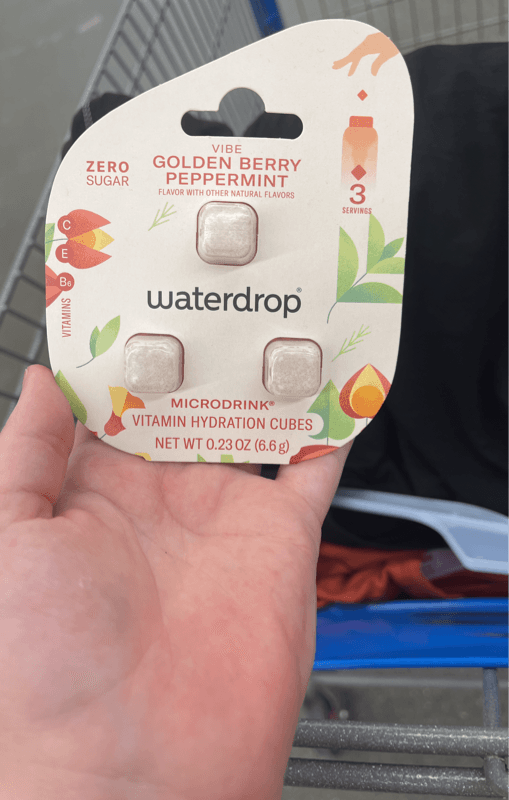 VIBE
GOLDEN BERRY
PEPPERMINT
FLAVOR WITH OTHER NATURAL FLAVORS
ZERO
SUGAR
3
SERVINGS
C
E
B6
VITAMINS
waterdrop®
MICRODRINK®
VITAMIN HYDRATION CUBES
NET WT 0.23 OZ (6.6 g)